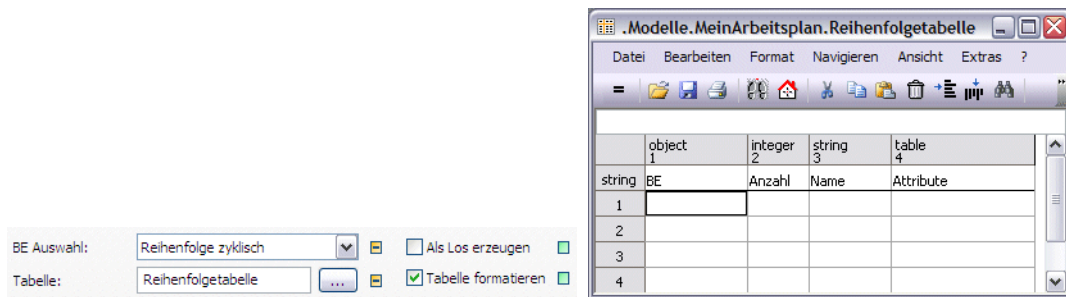 .Modelle.MeinArbeitsplan.Reihenfolgetabelle
Datei Bearbeiten Format Navigieren Ansicht Extras ?
object integer string table
1 2 3 4
string BE Anzahl Name Attribute
1
2
3
4
BE Auswahl: Reihenfolge zyklisch Als Los erzeugen
Tabelle: Reihenfolgetabelle ... Tabelle formatieren